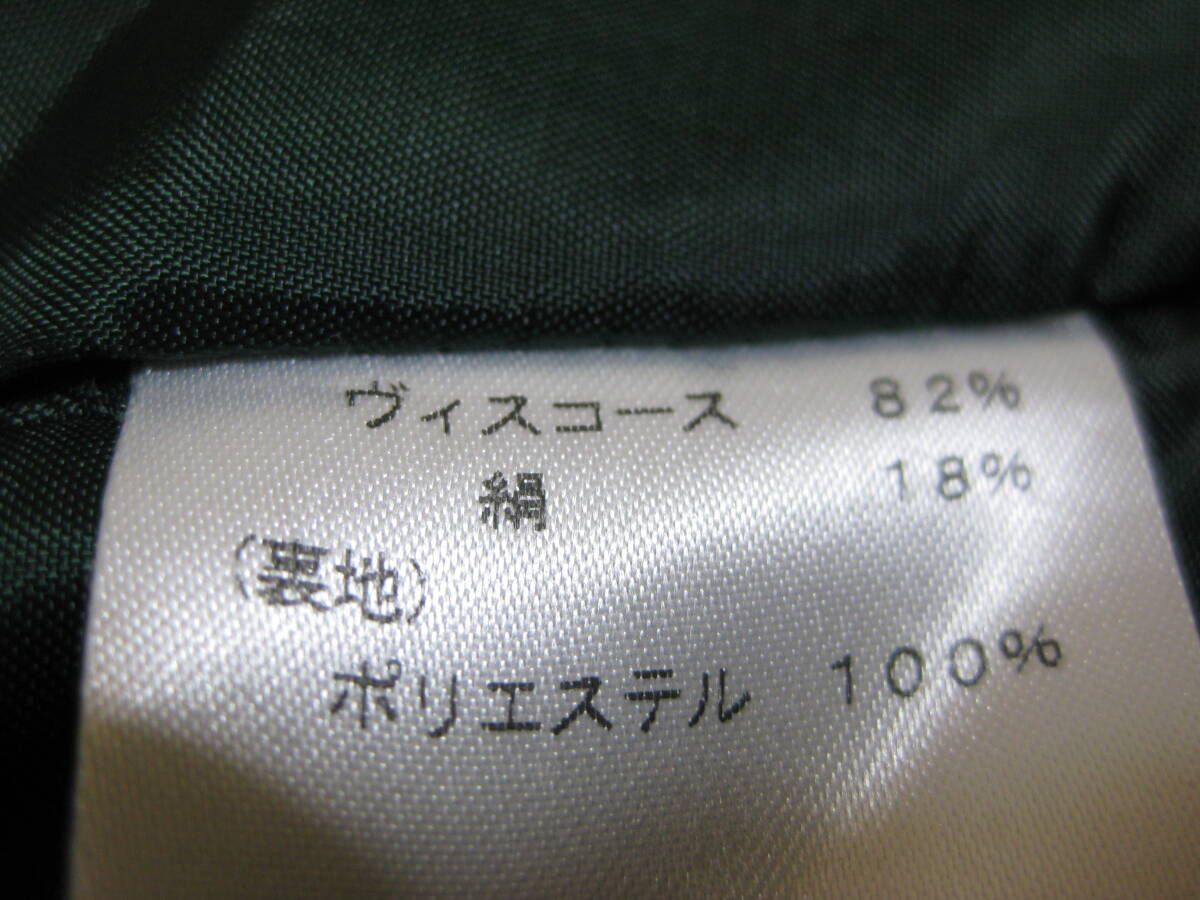 ヴィスコース 82%
絹 18%
(裏地)
ポリエステル 100%